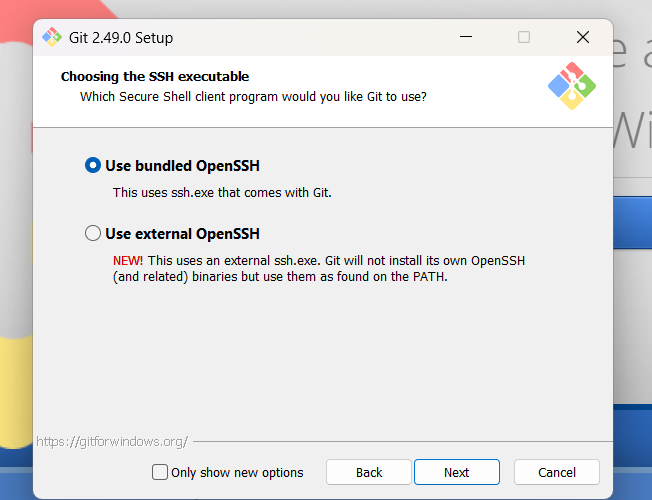 Git 2.49.0 Setup
Choosing the SSH executable
Which Secure Shell client program would you like Git to use?
Use bundled OpenSSH
This uses ssh.exe that comes with Git.
Use external OpenSSH
NEW! This uses an external ssh.exe. Git will not install its own OpenSSH
(and related) binaries but use them as found on the PATH.
https://gitforwindows.org/
Only show new options
Back
Next
Cancel